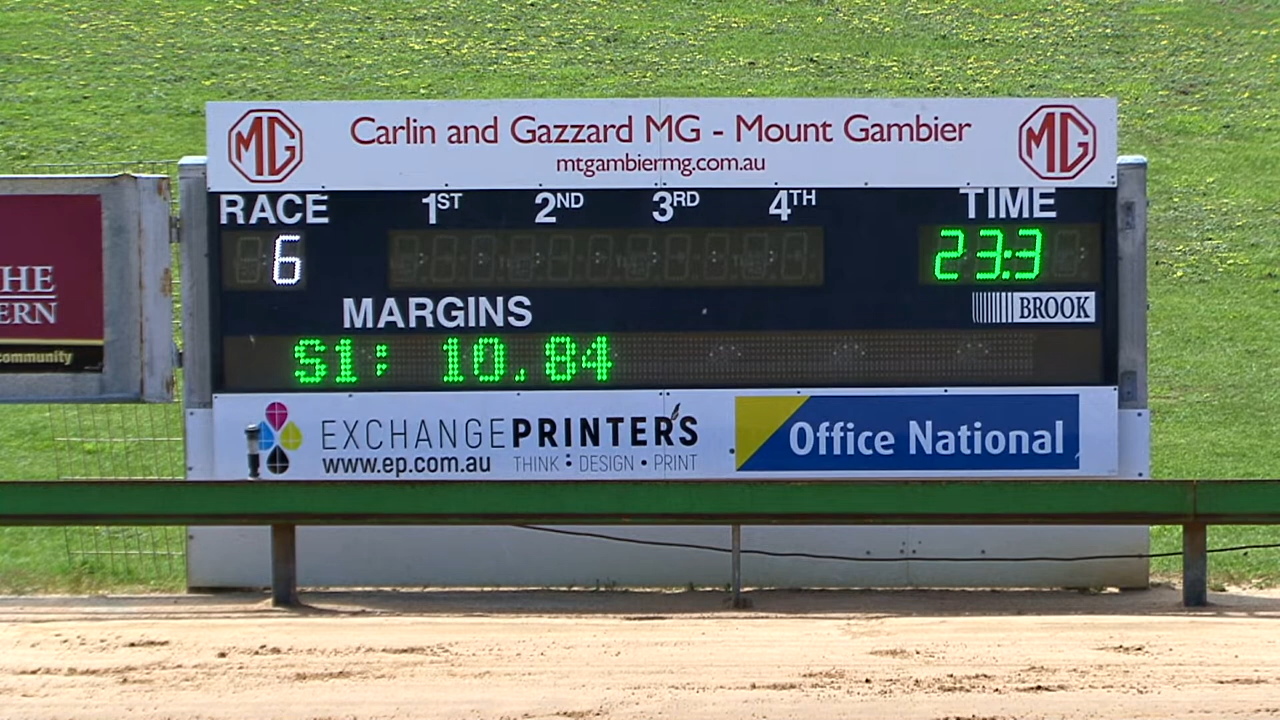 MG Carlin and Gazzard MG - Mount Gambier MG
mtgambiermg.com.au
RACE 1ST 2ND 3RD 4TH TIME
6 23:3
MARGINS
BROOK
S1: 10.84
HE
ERN
community
EXCHANGEPRINTERS
www.ep.com.au THINK • DESIGN • PRINT
Office National